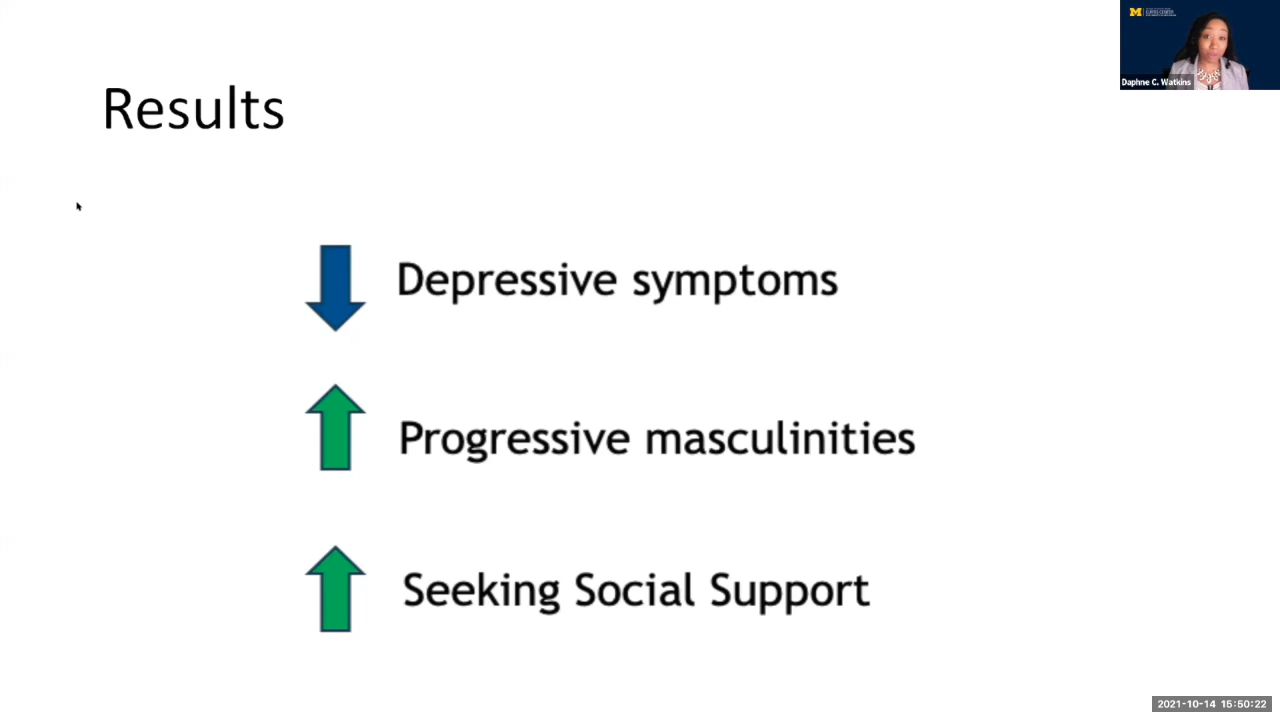 Results
Depressive symptoms
Progressive masculinities
Seeking Social Support
M
Daphne C. Watkins
2021-10-14 15:50:22